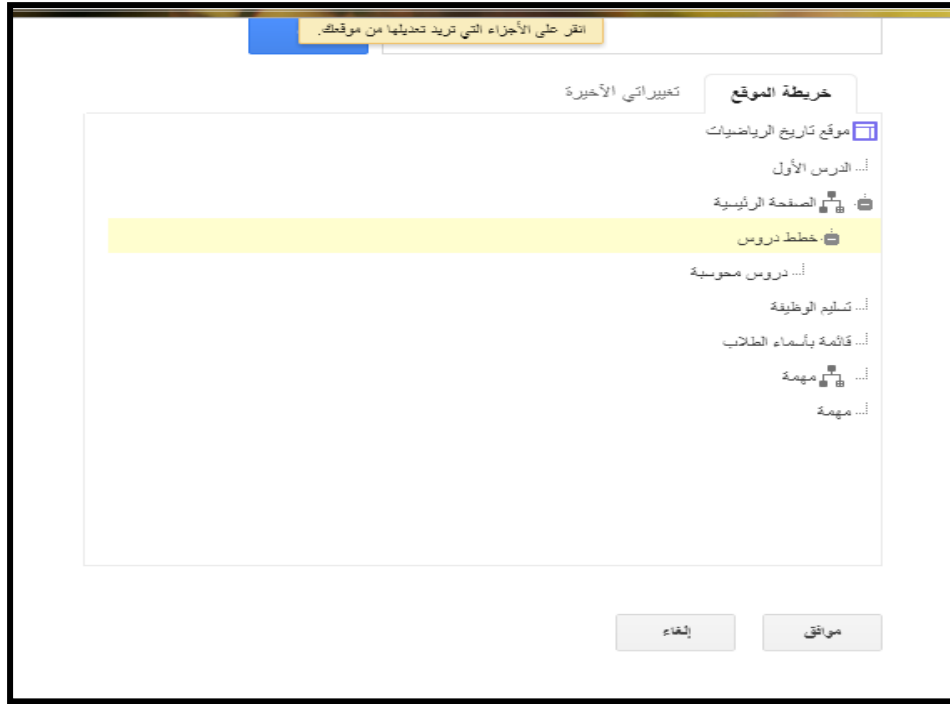 انقر على الأجزاء التي تريد تعديلها من موقعك.
خريطة الموقع تغييراتي الأخيرة
موقع تاريخ الرياضيات
الدرس الأول
الصفحة الرئيسية
خطط دروس
دروس محوسبة
تسليم الوظيفة
قائمة بأسماء الطلاب
مهمة
مهمة
موافق إلغاء